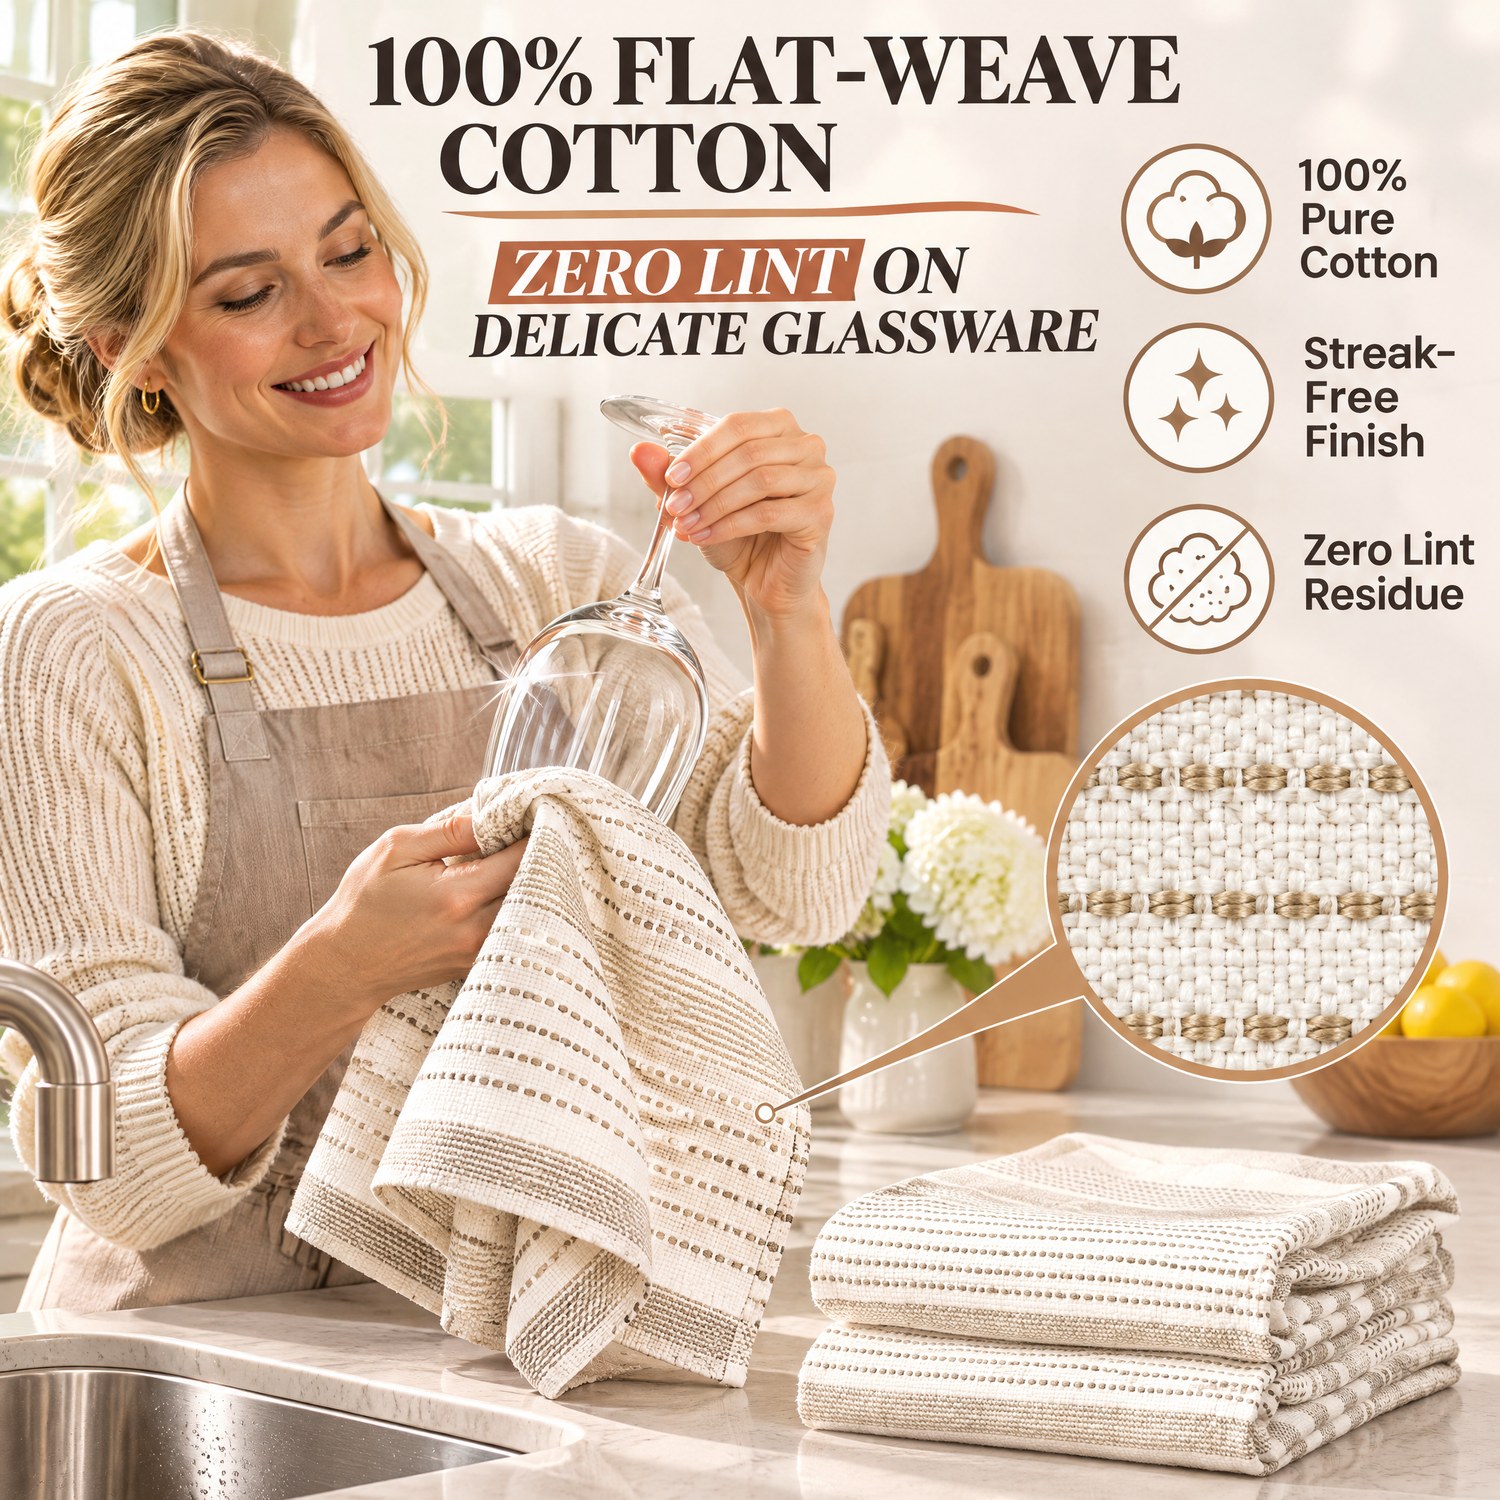 100% FLAT-WEAVE
COTTON
ZERO LINT ON
DELICATE GLASSWARE
100%
Pure
Cotton
Streak-
Free
Finish
Zero Lint
Residue